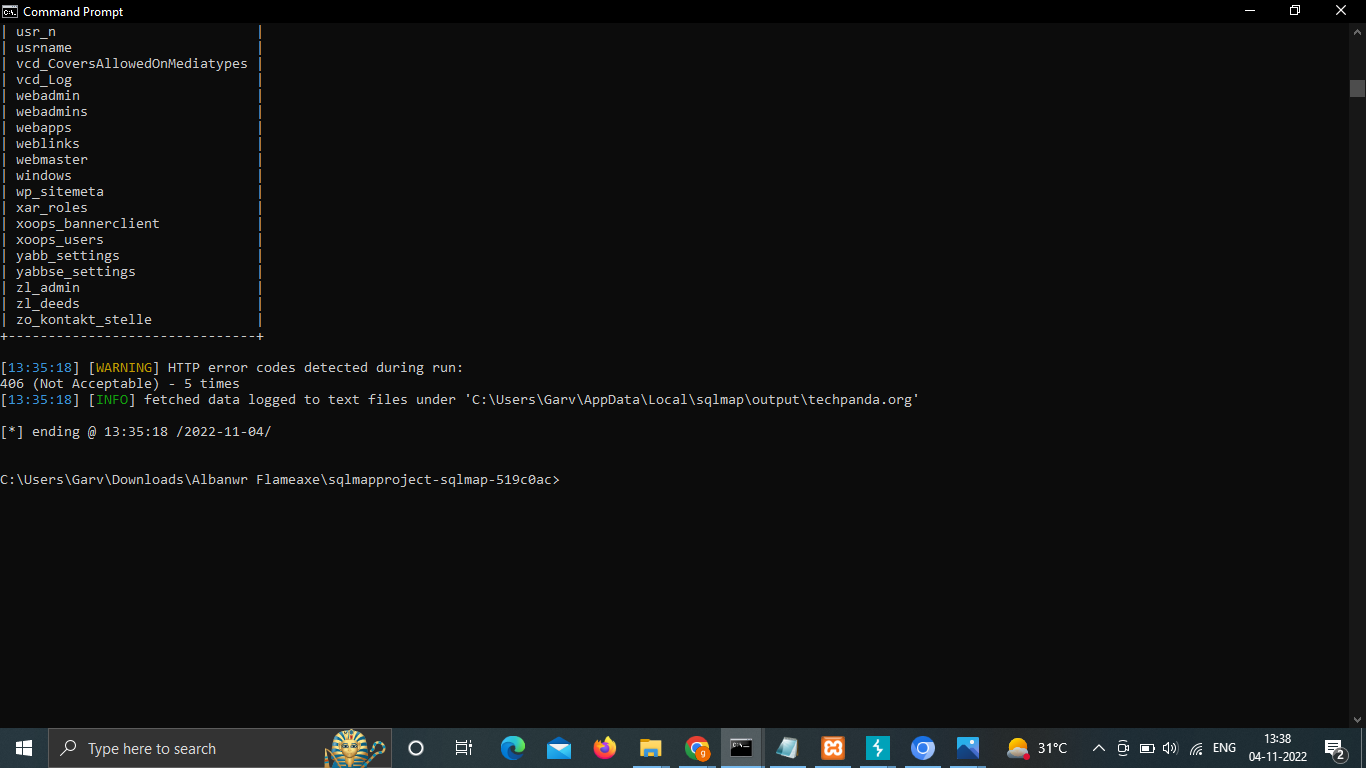 Command Prompt
| usr_n |
| usrname |
| vcd_CoversAllowedOnMediatypes |
| vcd_Log |
| webadmin |
| webadmins |
| webapps |
| weblinks |
| webmaster |
| windows |
| wp_sitemeta |
| xar_roles |
| xoops_bannerclient |
| xoops_users |
| yabb_settings |
| yabbse_settings |
| zl_admin |
| zl_deeds |
| zo_kontakt_stelle |
+-------------------------------+
[13:35:18] [WARNING] HTTP error codes detected during run:
406 (Not Acceptable) - 5 times
[13:35:18] [INFO] fetched data logged to text files under 'C:\Users\Garv\AppData\Local\sqlmap\output\techpanda.org'
[*] ending @ 13:35:18 /2022-11-04/
C:\Users\Garv\Downloads\Albanwr Flameaxe\sqlmapproject-sqlmap-519c0ac>
Type here to search
31°C
ENG
13:38
04-11-2022
2